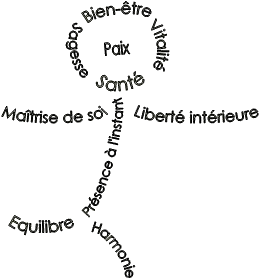 Bien-être
Sagesse
Vitalité
Paix
Santé
Maîtrise de soi
Liberté intérieure
Présence à l'instant
Equilibre
Harmonie